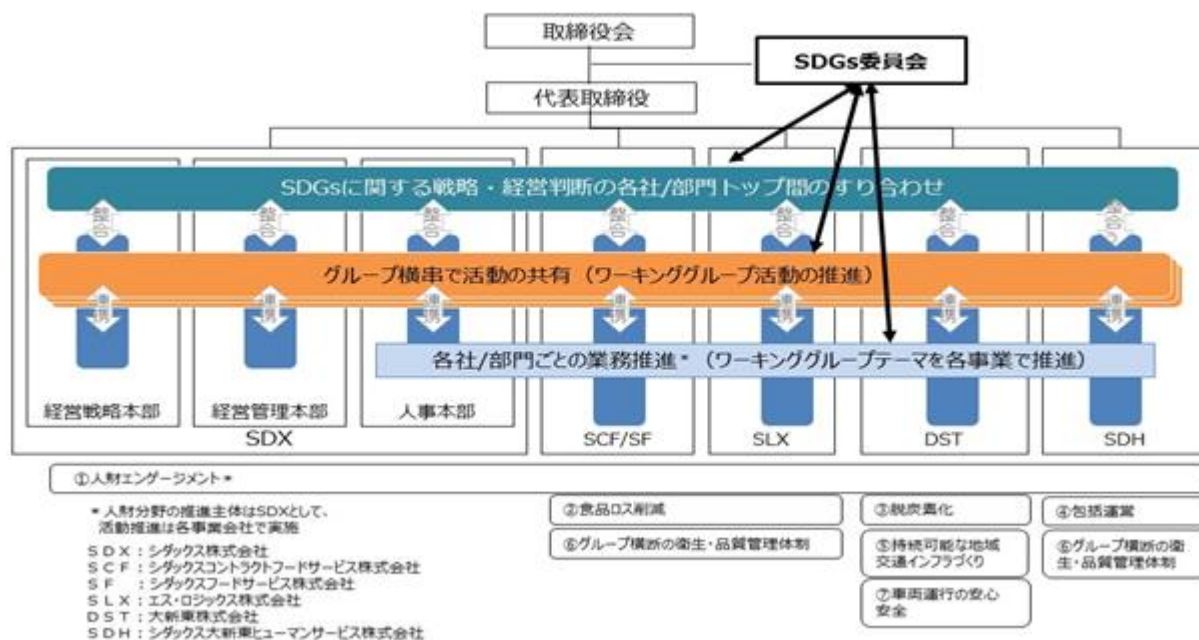 取締役会
SDGs委員会
代表取締役
SDGsに関する戦略・経営判断の各社/部門トップ間のすり合わせ
整合 整合 整合 整合 整合 整合
グループ横串で活動の共有（ワーキンググループ活動の推進）
連携 連携 連携 連携 連携 連携 連携
各社/部門ごとの業務推進*（ワーキンググループテーマを各事業で推進）
経営戦略本部 経営管理本部 人事本部
SDX SCF/SF SLX DST SDH
①人財エンゲージメント*
*人財分野の推進主体はSDXとして、
活動推進は各事業会社で実施
SDX：シダックス株式会社
SCF：シダックスコントラクトフードサービス株式会社
SF：シダックスフードサービス株式会社
SLX：エス・ロジックス株式会社
DST：大新東株式会社
SDH：シダックス大新東ヒューマンサービス株式会社
②食品ロス削減
⑥グループ横断の衛生・品質管理体制
③脱炭素化
⑤持続可能な地域
交通インフラづくり
⑦車両運行の安心
安全
④包括運営
⑥グループ横断の衛
生・品質管理体制